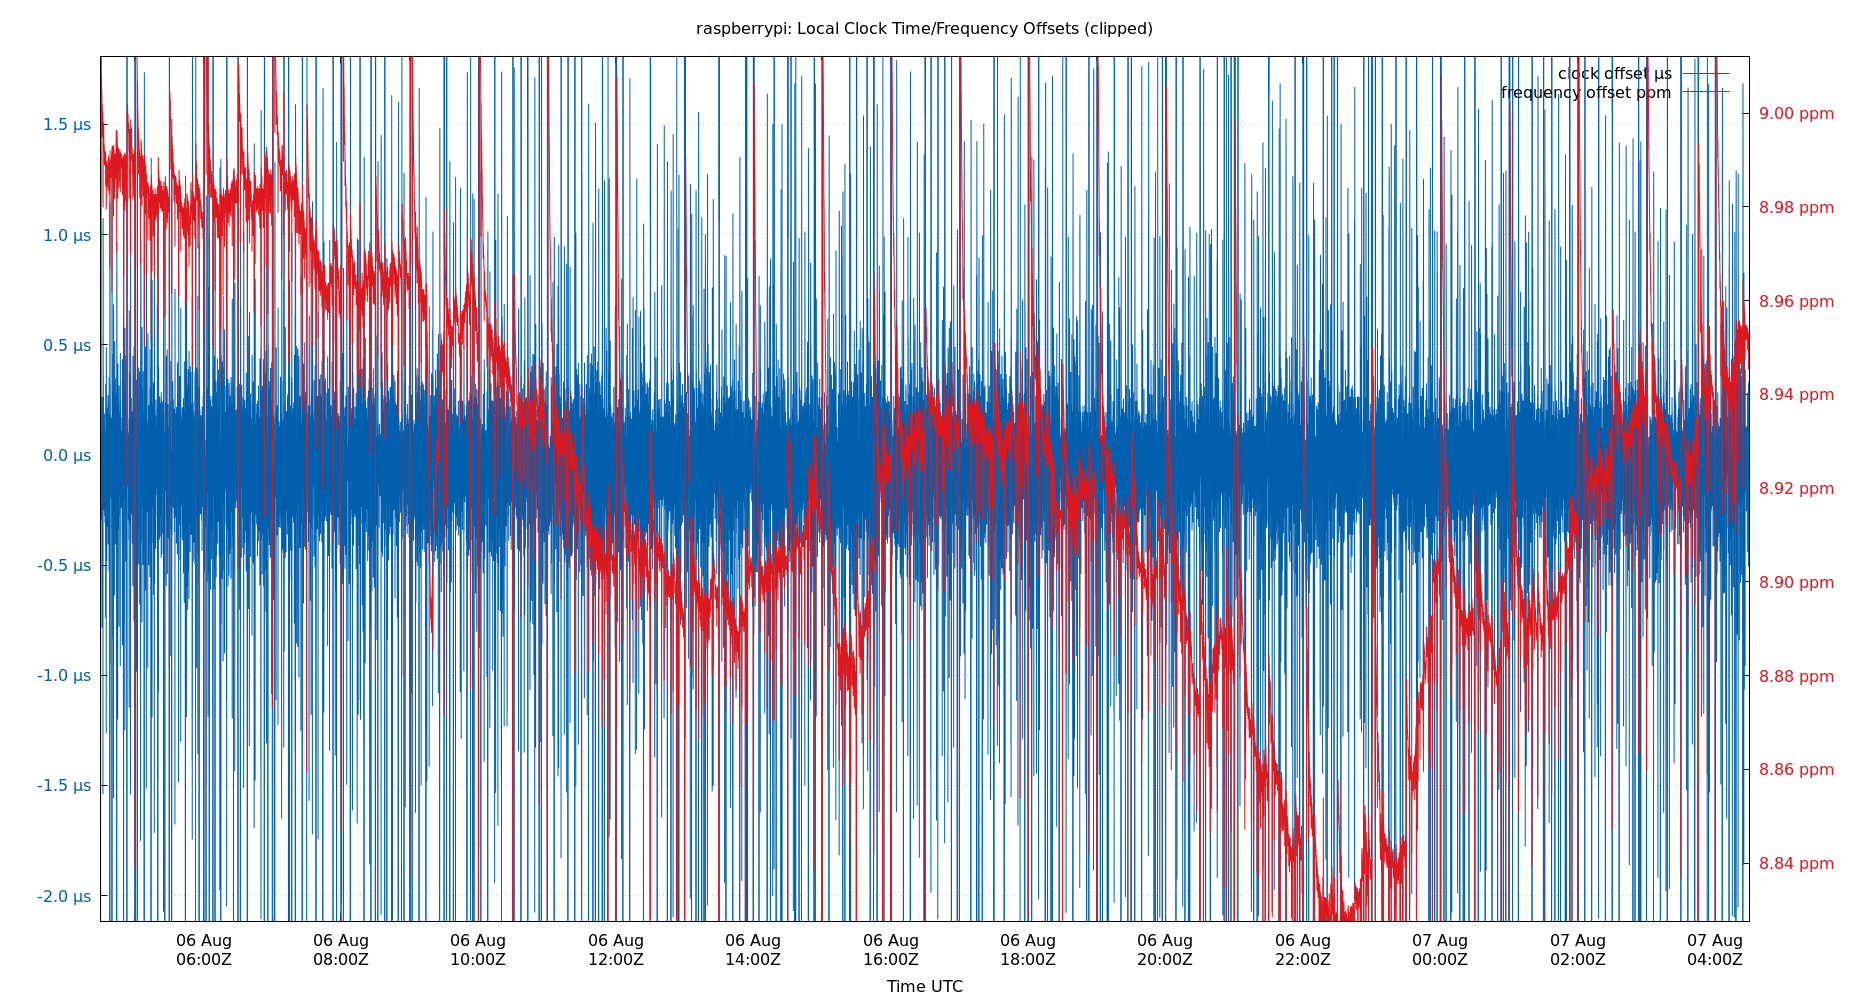 raspberrypi: Local Clock Time/Frequency Offsets (clipped)
clock offset µs
frequency offset ppm
1.5 µs
1.0 µs
0.5 µs
0.0 µs
-0.5 µs
-1.0 µs
-1.5 µs
-2.0 µs
9.00 ppm
8.98 ppm
8.96 ppm
8.94 ppm
8.92 ppm
8.90 ppm
8.88 ppm
8.86 ppm
8.84 ppm
06 Aug
06:00Z
06 Aug
08:00Z
06 Aug
10:00Z
06 Aug
12:00Z
06 Aug
14:00Z
06 Aug
16:00Z
06 Aug
18:00Z
06 Aug
20:00Z
06 Aug
22:00Z
07 Aug
00:00Z
07 Aug
02:00Z
07 Aug
04:00Z
Time UTC